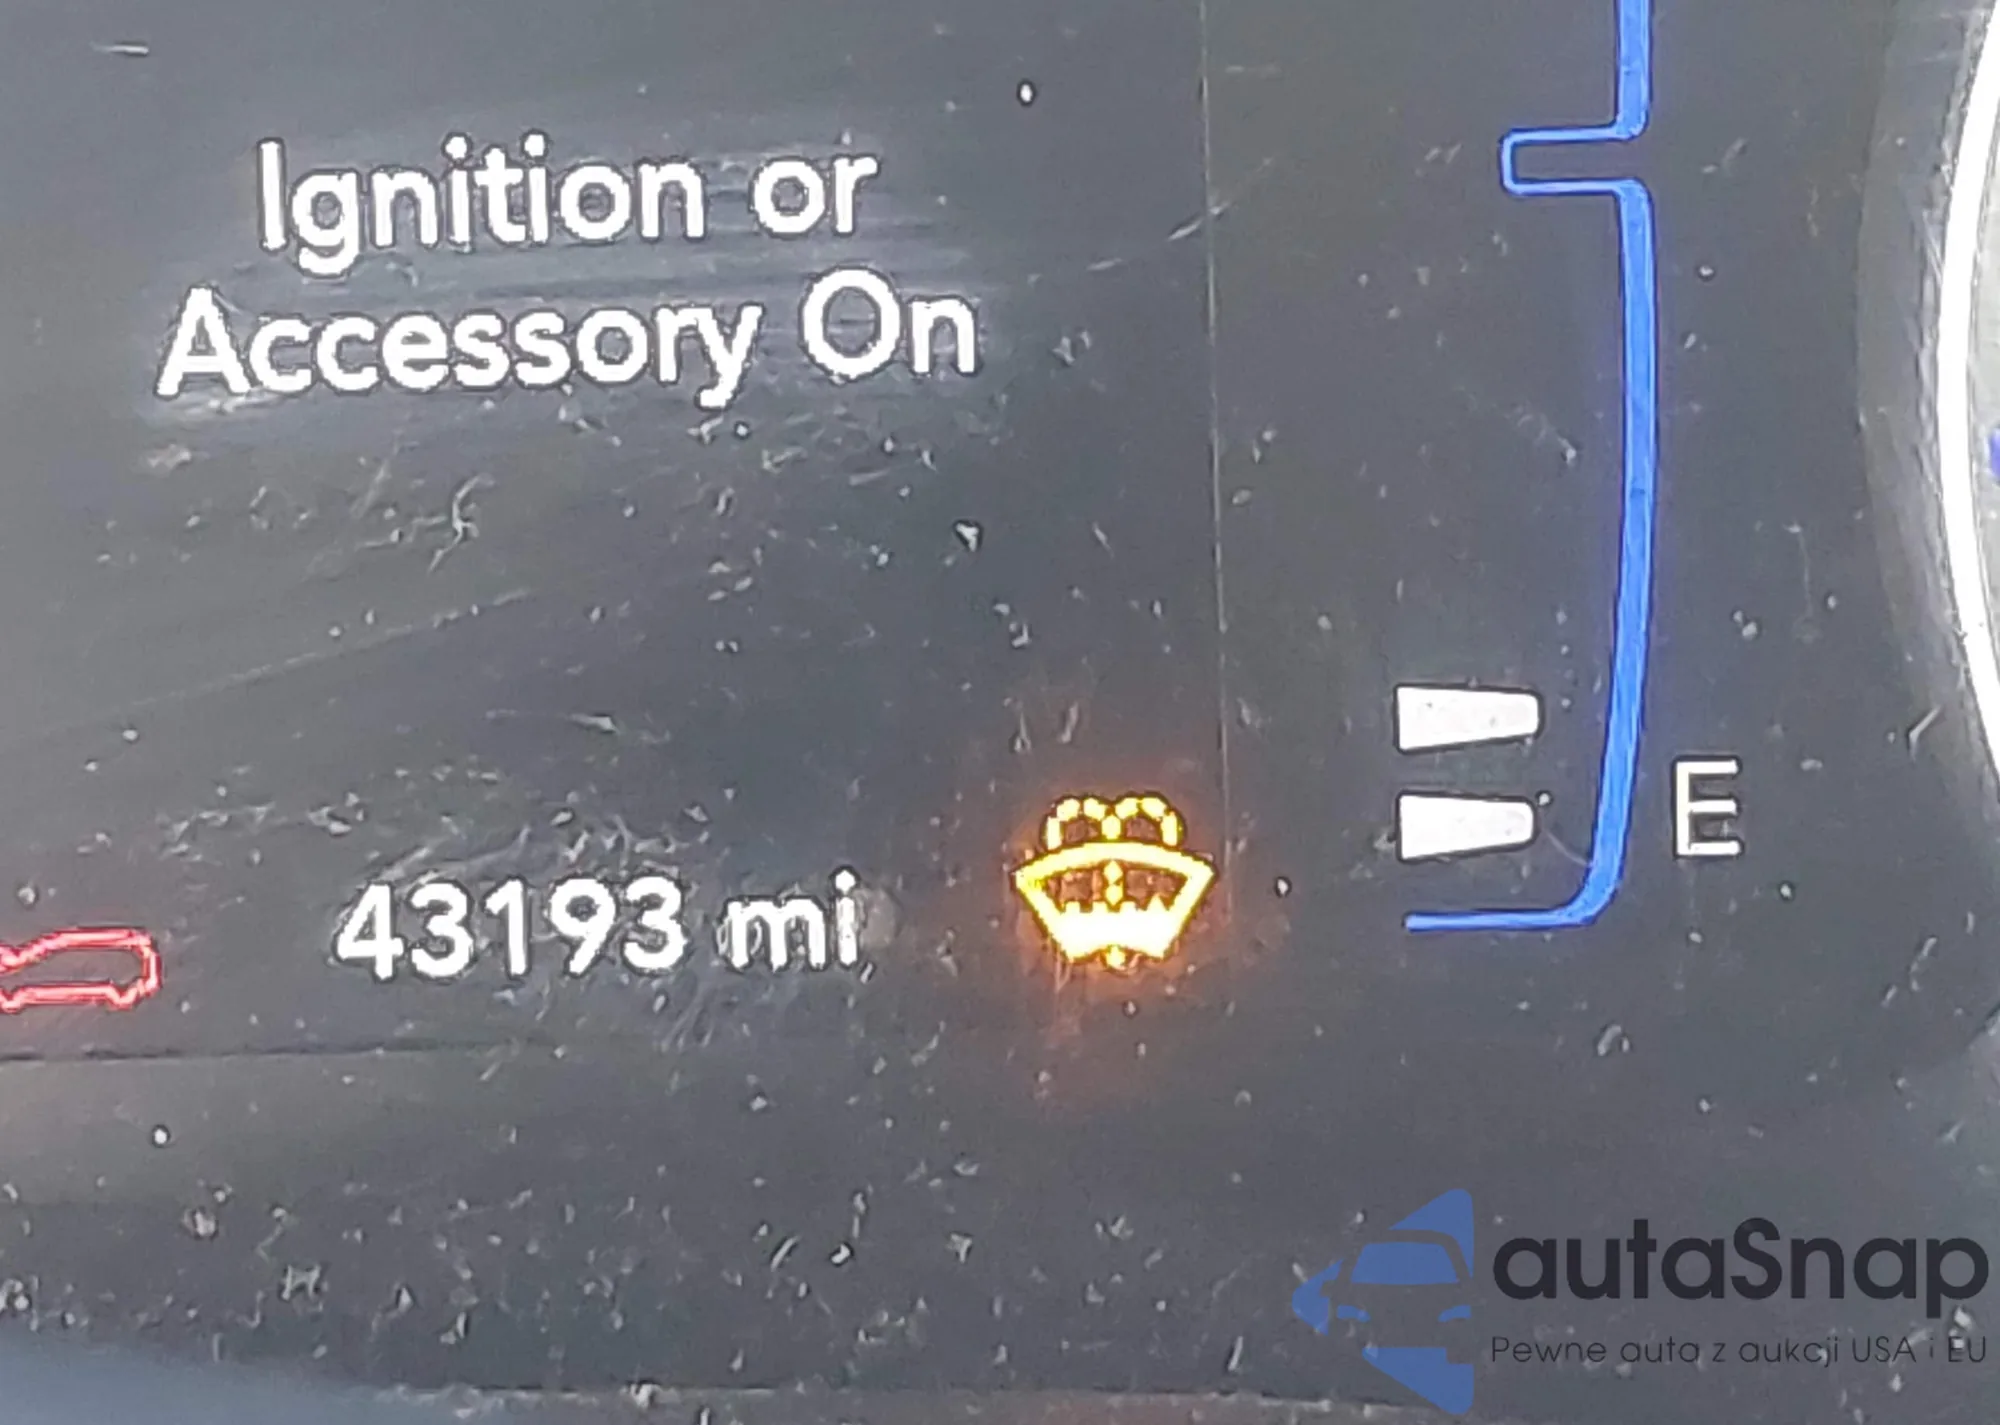 Ignition or
Accessory On
E
43193 mi
autaSnap
Pewne auta z aukcji USA i EU